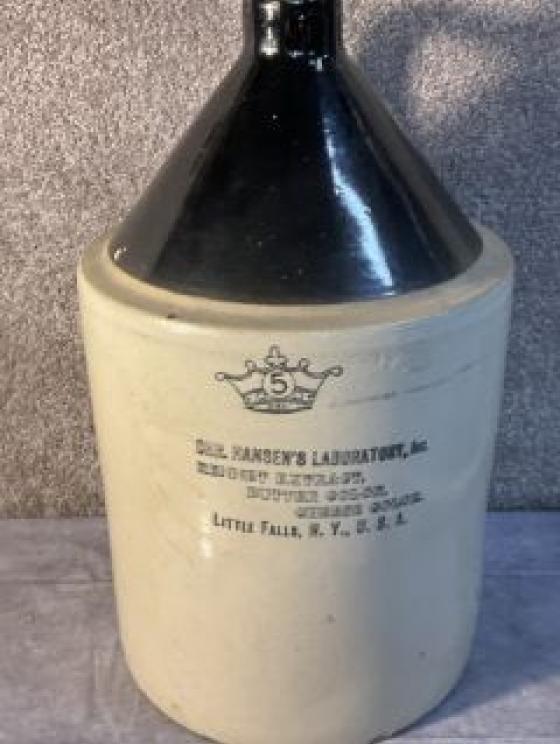 5
CHR. HANSEN'S LABORATORY, Inc.
RENNET EXTRACT,
BUTTER COLOR,
CHEESE COLOR.
LITTLE FALLS, N. Y., U. S. A.